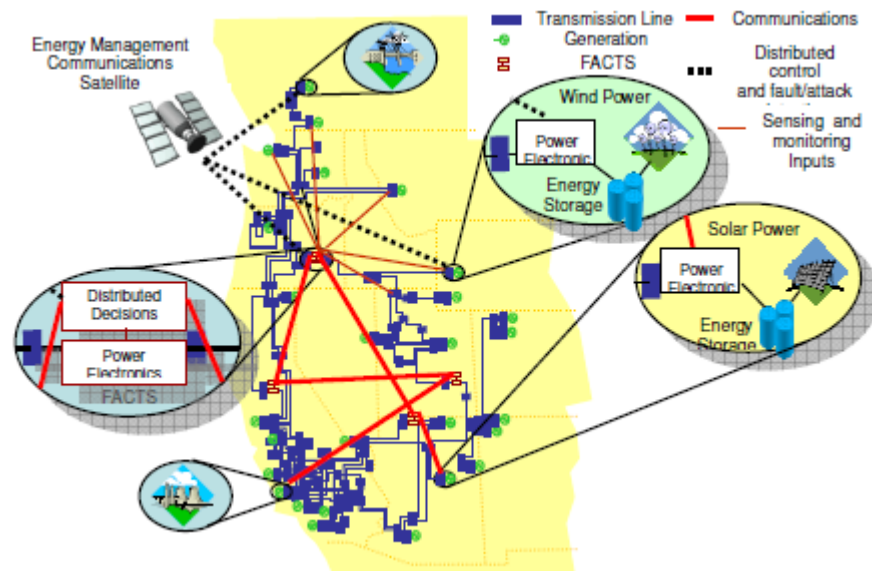 Energy Management
Communications
Satellite
Transmission Line
Generation
FACTS
Communications
Distributed
control
and fault/attack
Sensing and
monitoring
Inputs
Wind Power
Power
Electronic
Energy
Storage
Solar Power
Power
Electronic
Energy
Storage
Distributed
Decisions
Power
Electronics
FACTS